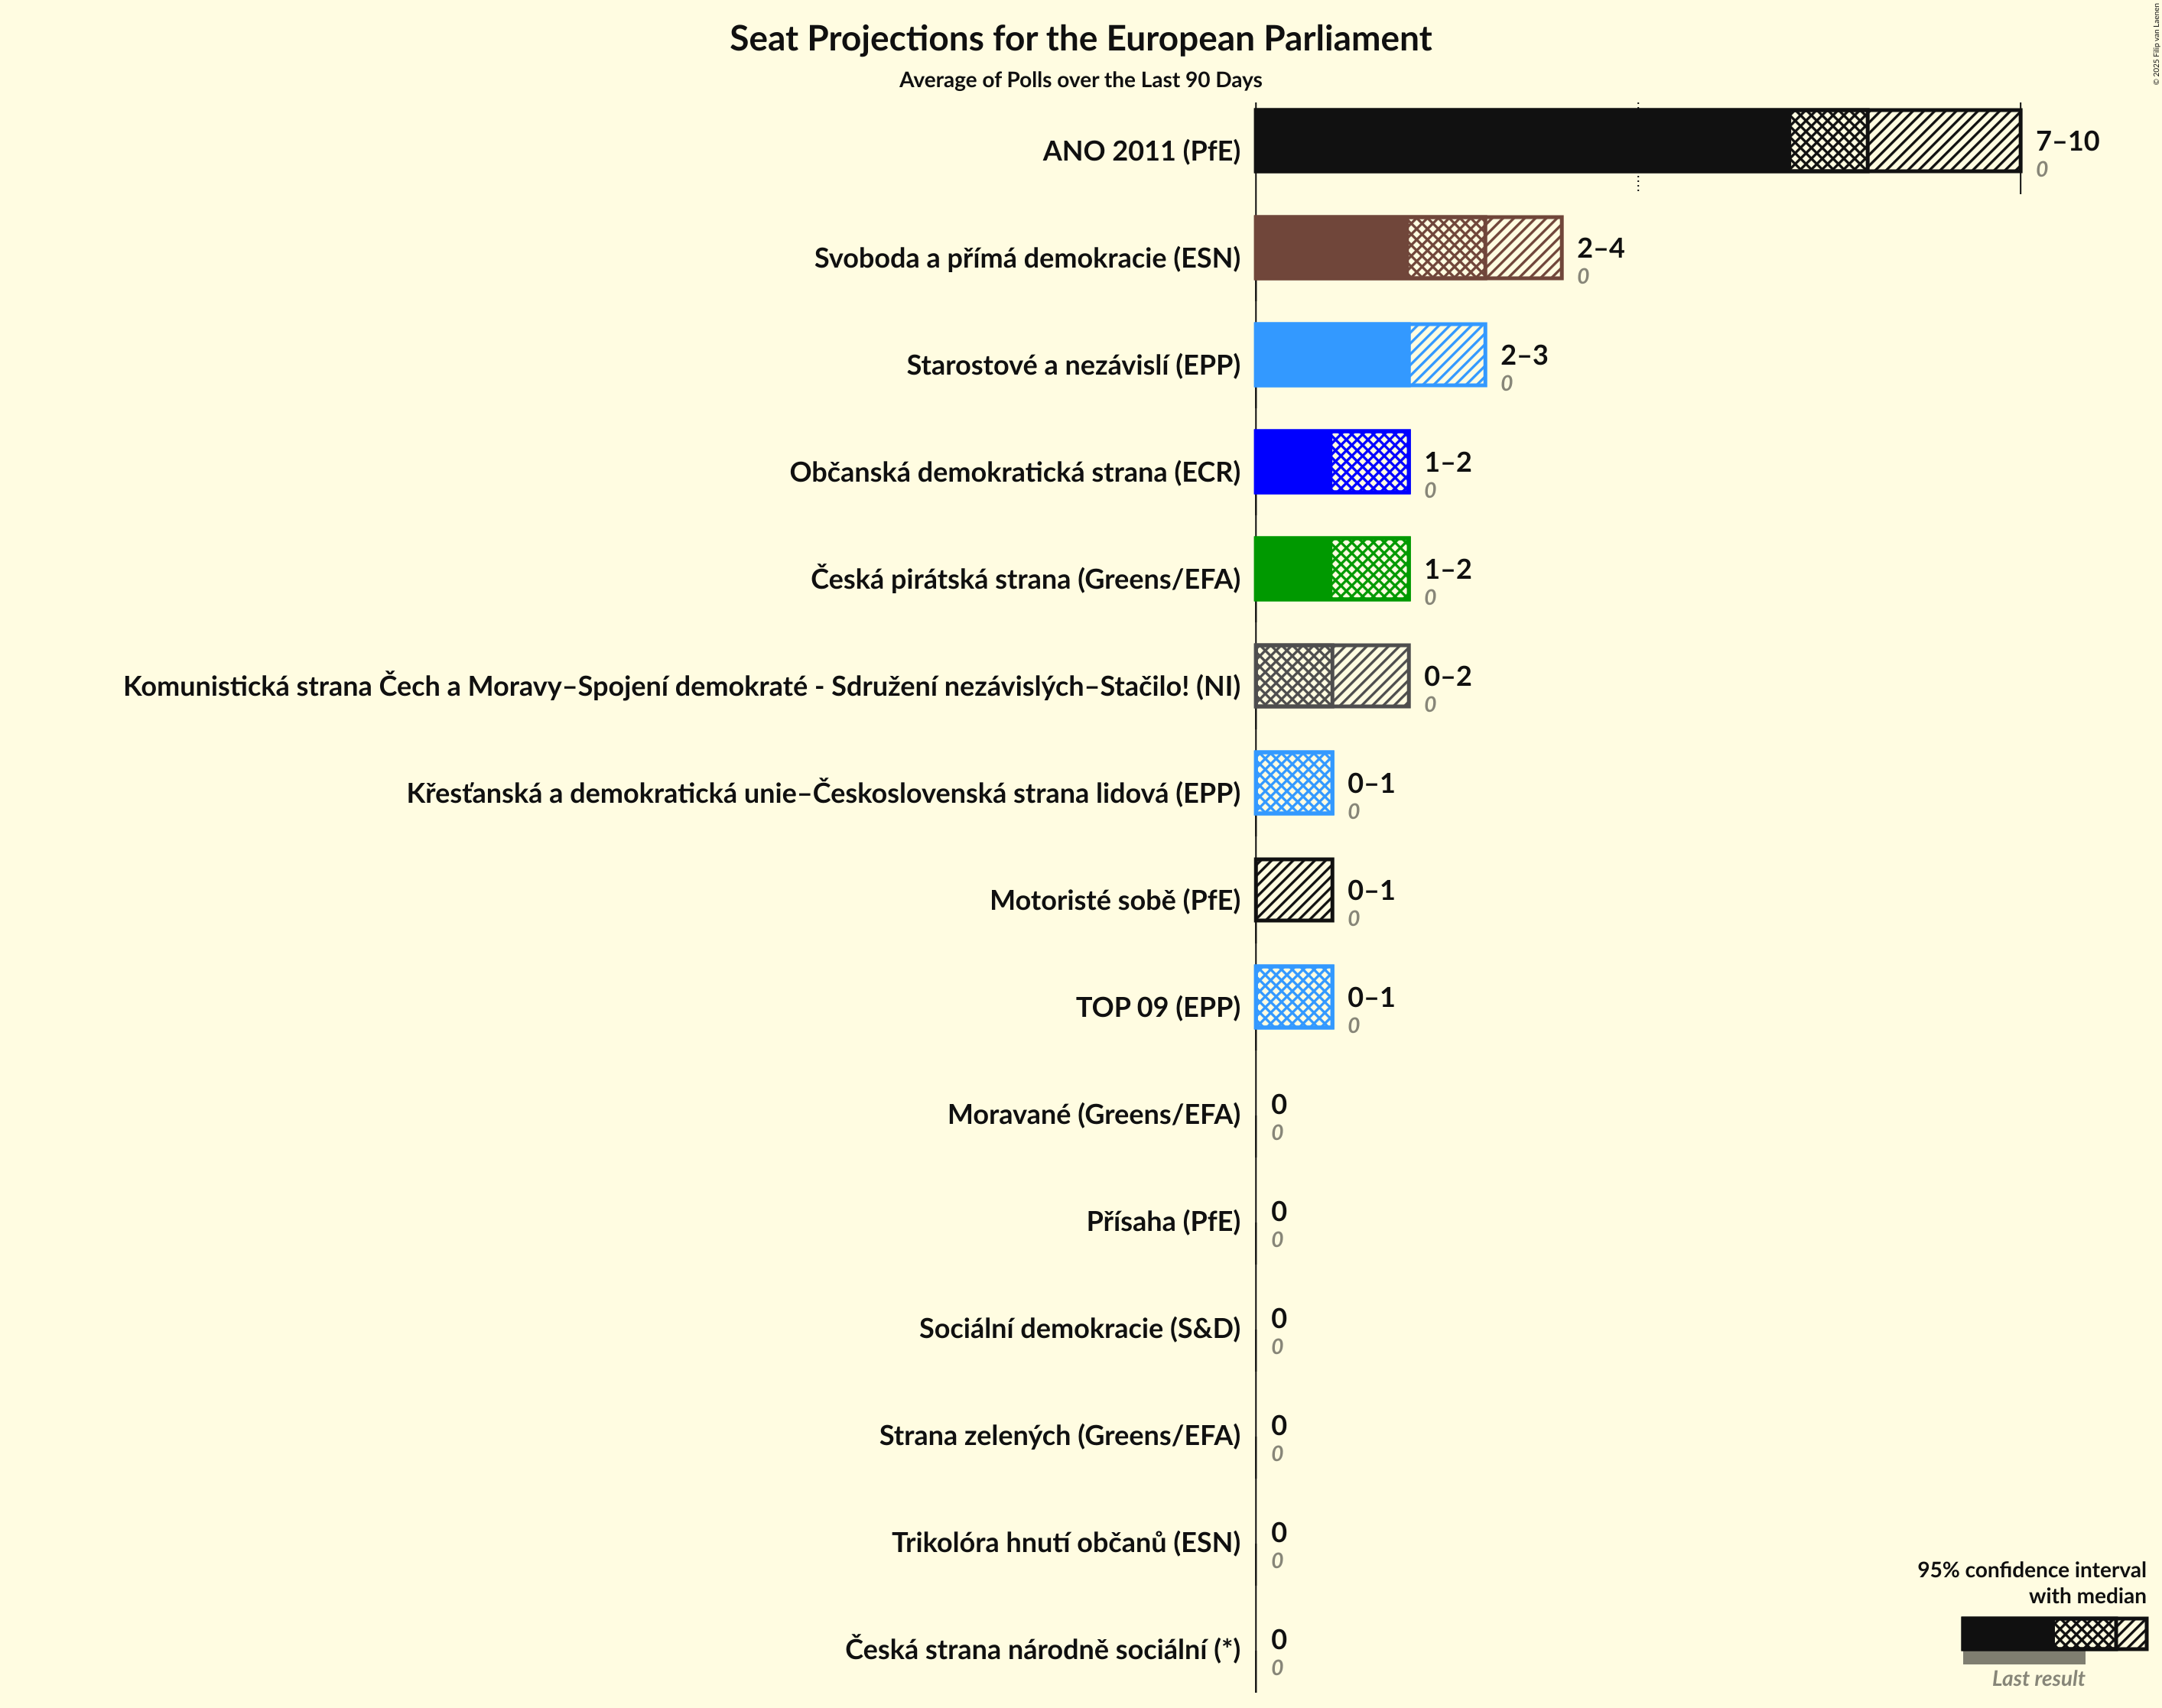 Seat Projections for the European Parliament
Average of Polls over the Last 90 Days
© 2025 Filip van Laenen
ANO 2011 (PfE)
7–10
0
Svoboda a přímá demokracie (ESN)
2–4
0
Starostové a nezávislí (EPP)
2–3
0
Občanská demokratická strana (ECR)
1–2
0
Česká pirátská strana (Greens/EFA)
1–2
0
Komunistická strana Čech a Moravy–Spojení demokraté - Sdružení nezávislých–Stačilo! (NI)
0–2
0
Křesťanská a demokratická unie–Československá strana lidová (EPP)
0–1
0
Motoristé sobě (PfE)
0–1
0
TOP 09 (EPP)
0–1
0
Moravané (Greens/EFA)
0
0
Přísaha (PfE)
0
0
Sociální demokracie (S&D)
0
0
Strana zelených (Greens/EFA)
0
0
Trikolóra hnutí občanů (ESN)
0
0
Česká strana národně sociální (*)
0
0
95% confidence interval
with median
Last result